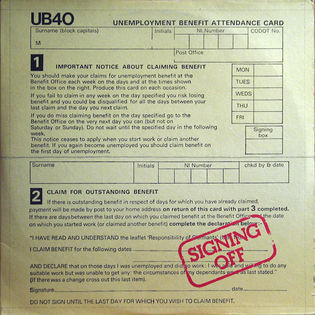 UB40
UNEMPLOYMENT BENEFIT ATTENDANCE CARD
Surname (block capitals) Initials NI Number CODOT No.
M
Post Office
1 IMPORTANT NOTICE ABOUT CLAIMING BENEFIT
You should make your claim for unemployment benefit at the
Benefit Office each week on the days and at the times shown
in the box on the right. Produce this card on each occasion.
If you fail to claim in any week on the day specified you risk losing
benefit and you could be disqualified for all the days between your
last claim and the day you next claim.
If you do miss claiming benefit on the day specified go to the
Benefit Office on the very next day you can (but not on
Saturday or Sunday). Do not wait until the specified day in the following
week.
This notice ceases to apply when you start work or claim another
benefit. If you again become unemployed you should claim benefit on
the first day of unemployment.
MON
TUES
WEDS
THU
FRI
Signing
box
Surname Initials NI Number chkd by & date
2 CLAIM FOR OUTSTANDING BENEFIT
If there is outstanding benefit in respect of days for which you have already claimed,
payment will be made by post to your home address on return of this card with part 3 completed.
If there are days between the last day on which you claimed benefit at the Benefit Office and the date
on which you started work (or claimed another benefit) complete the declaration below:-
"I HAVE READ AND UNDERSTAND the leaflet 'Responsibility of Claimants'
I CLAIM BENEFIT for the following dates
AND DECLARE that on those days I was unemployed and did no work: I was able and willing to do any
suitable work but was unable to get any: the circumstances of my dependants were as last stated."
(If there was a change cross out this last item).
Signature date
DO NOT SIGN UNTIL THE LAST DAY FOR WHICH YOU WISH TO CLAIM BENEFIT.
SIGNING
OFF